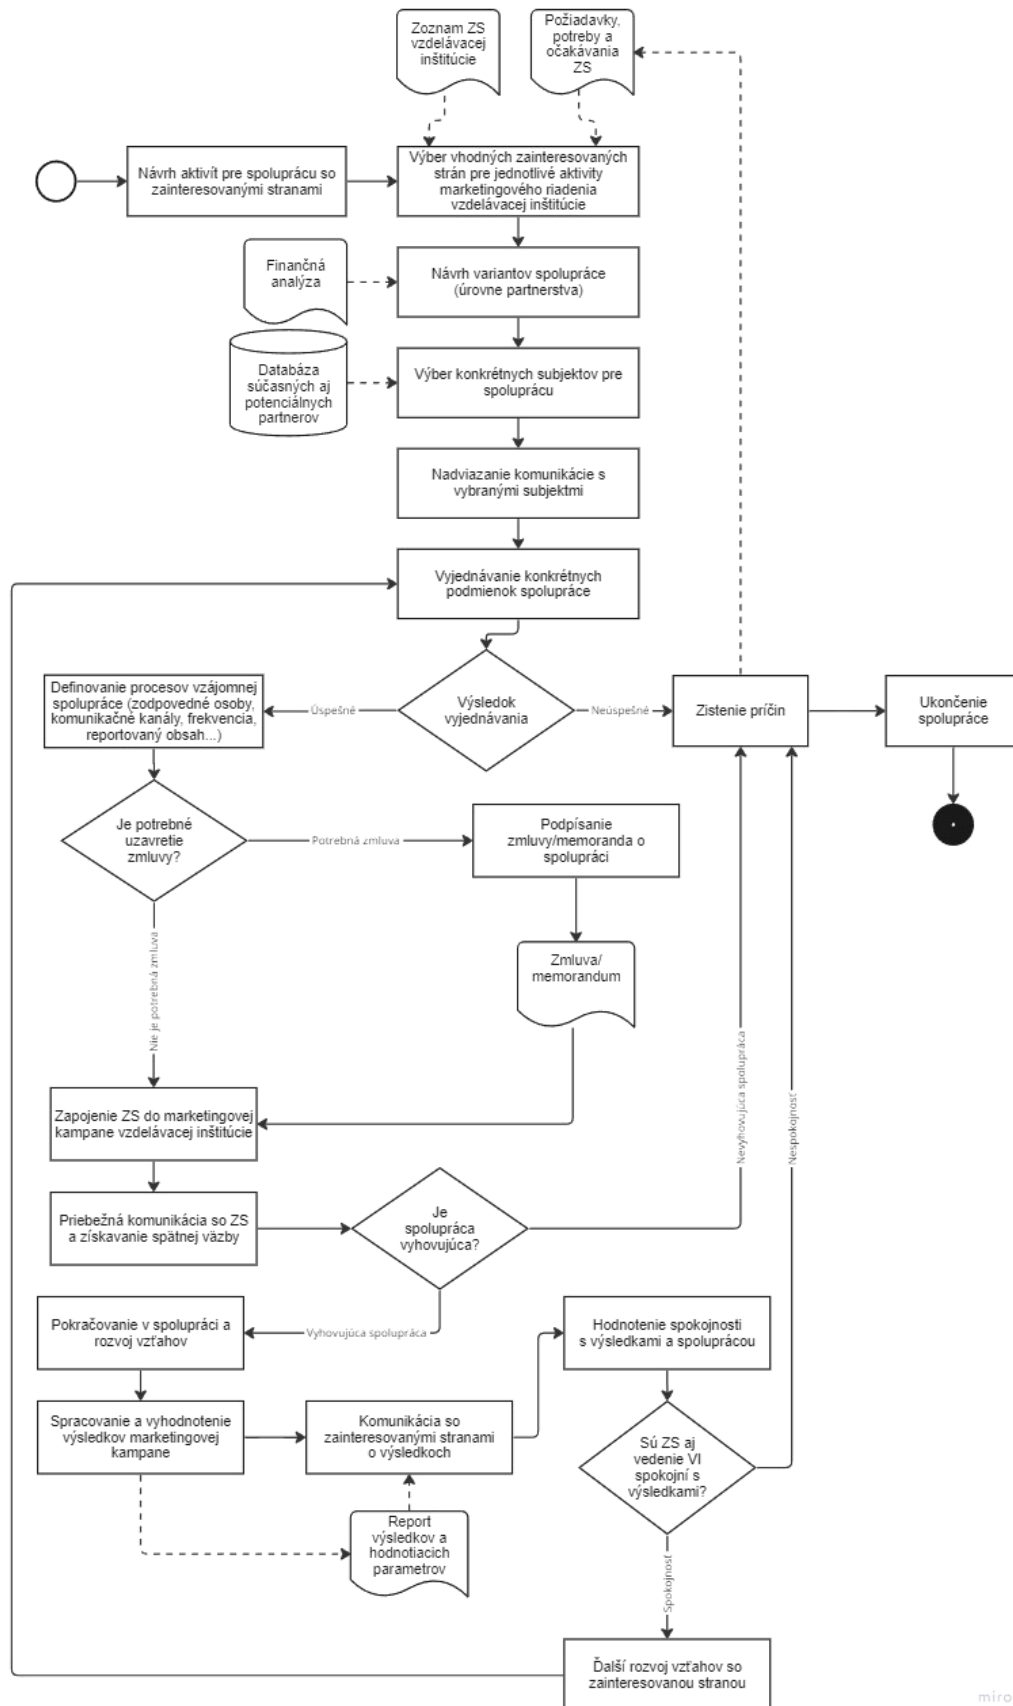 Zoznam ZS
vzdelávacej
inštitúcie
Požiadavky,
potreby a
očakávania
ZS
Návrh aktivít pre spoluprácu so
zainteresovanými stranami
Výber vhodných zainteresovaných
strán pre jednotlivé aktivity
marketingového riadenia
vzdelávacej inštitúcie
Finančná
analýza
Návrh variantov spolupráce
(úrovne partnerstva)
Databáza
súčasných aj
potenciálnych
partnerov
Výber konkrétnych subjektov pre
spoluprácu
Nadviazanie komunikácie s
vybranými subjektmi
Vyjednávanie konkrétnych
podmienok spolupráce
Definovanie procesov vzájomnej
spolupráce (zodpovedné osoby,
komunikačné kanály, frekvencia,
reportovaný obsah...)
Úspešné
Výsledok
vyjednávania
Neúspešné
Zistenie príčin
Ukončenie
spolupráce
Je potrebné
uzavretie
zmluvy?
Potrebná zmluva
Podpísanie
zmluvy/memoranda o
spolupráci
Nie je potrebná zmluva
Zmluva/
memorandum
Nevyhovujúca spolupráca
Nespokojnosť
Zapojenie ZS do marketingovej
kampane vzdelávacej inštitúcie
Priebežná komunikácia so ZS
a získavanie spätnej väzby
Je
spolupráca
vyhovujúca?
Pokračovanie v spolupráci a
rozvoj vzťahov
Vyhovujúca spolupráca
Hodnotenie spokojnosti
s výsledkami a spoluprácou
Spracovanie a vyhodnotenie
výsledkov marketingovej
kampane
Komunikácia so
zainteresovanými stranami
o výsledkoch
Sú ZS aj
vedenie VI
spokojní s
výsledkami?
Report
výsledkov a
hodnotiacich
parametrov
Spokojnosť
Ďalší rozvoj vzťahov so
zainteresovanou stranou
miro